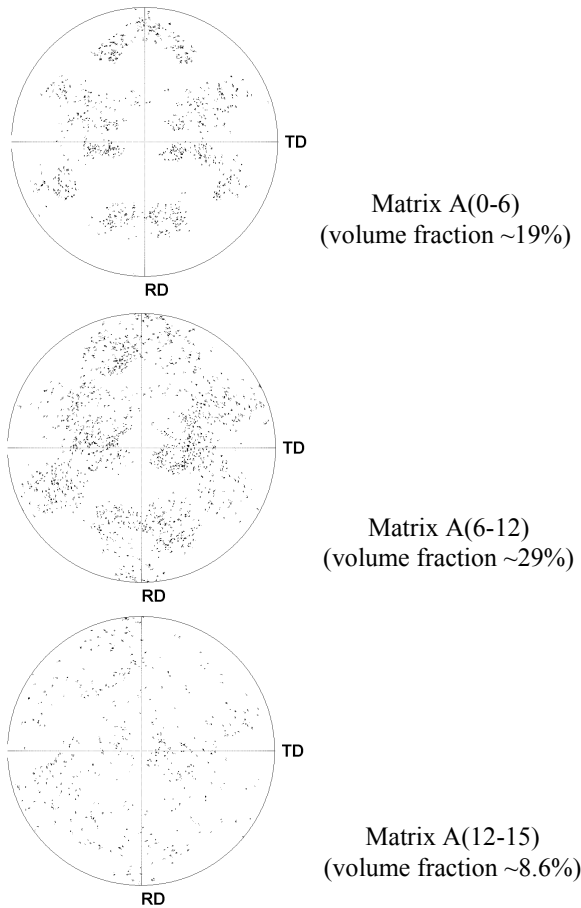 TD
Matrix A(0-6)
(volume fraction ~19%)
RD
TD
Matrix A(6-12)
(volume fraction ~29%)
RD
TD
Matrix A(12-15)
(volume fraction ~8.6%)
RD